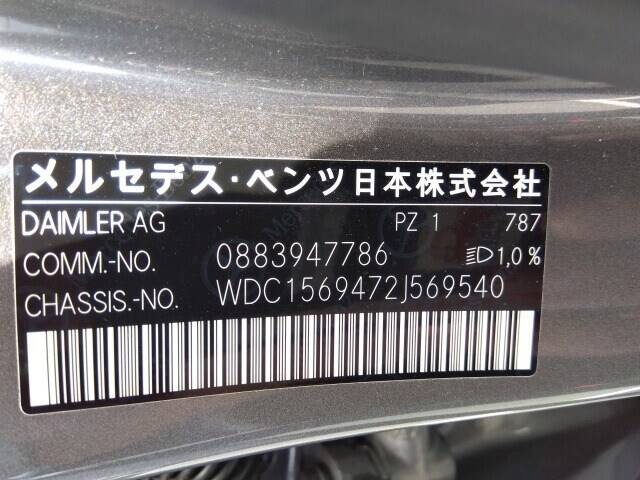 メルセデス・ベンツ日本株式会社
DAIMLER AG PZ 1 787
COMM.-NO. 0883947786 1,0 %
CHASSIS.-NO. WDC1569472J569540